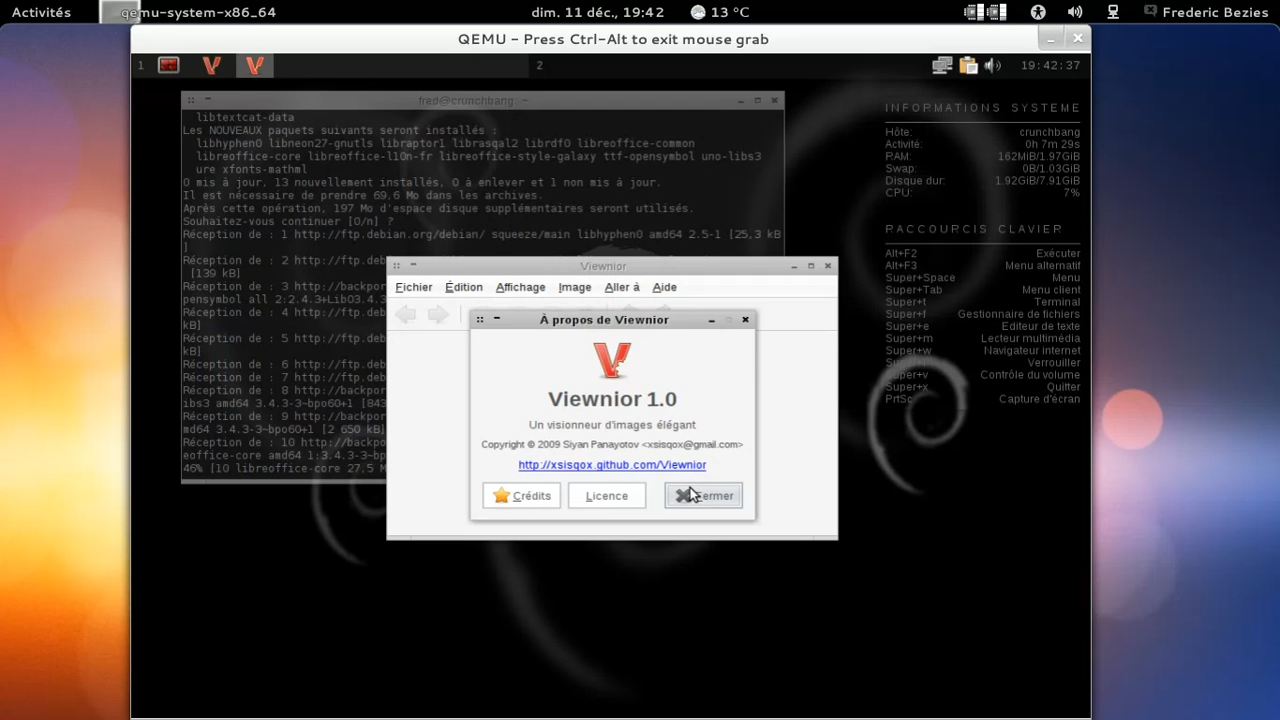 Activités
qemu-system-x86_64
dim. 11 déc., 19:42
13 °C
Frederic Bezies
QEMU - Press Ctrl-Alt to exit mouse grab
1
2
19:42:37
fred@crunchbang: ~
libtextcat-data
Les NOUVEAUX paquets suivants seront installés :
libhyphen0 libneon27-gnutls libraptor1 librasqal2 librdf0 libreoffice-common
libreoffice-core libreoffice-l10n-fr libreoffice-style-galaxy ttf-opensymbol uno-libs3
ure xfonts-mathml
0 mis à jour, 13 nouvellement installés, 0 à enlever et 1 non mis à jour.
Il est nécessaire de prendre 69,6 Mo dans les archives.
Après cette opération, 197 Mo d'espace disque supplémentaires seront utilisés.
Souhaitez-vous continuer [O/n] ?
Réception de : 1 http://ftp.debian.org/debian/ squeeze/main libhyphen0 amd64 2.5-1 [25,3 kB
]
Réception de : 2 http://ftp.deb
[139 kB]
Réception de : 3 http://backpor
pensymbol all 2:2.4.3+LibO3.4.3
kB]
Réception de : 4 http://ftp.deb
Réception de : 5 http://ftp.deb
kB]
Réception de : 6 http://ftp.deb
Réception de : 7 http://ftp.deb
Réception de : 8 http://backpor
ibs3 amd64 3.4.3-3~bpo60+1 [843
Réception de : 9 http://backpor
md64 3.4.3-3~bpo60+1 [2 650 kB]
Réception de : 10 http://backpo
eoffice-core amd64 1:3.4.3-3~bp
46% [10 libreoffice-core 27.5 M
Viewnior
Fichier Édition Affichage Image Aller à Aide
À propos de Viewnior
Viewnior 1.0
Un visionneur d'images élégant
Copyright © 2009 Siyan Panayotov <xsisqox@gmail.com>
http://xsisqox.github.com/Viewnior
Crédits
Licence
Fermer
INFORMATIONS SYSTEME
Hôte: crunchbang
Activité: 0h 7m 29s
RAM: 162MiB/1.97GiB
Swap: 0B/1.03GiB
Disque dur: 1.92GiB/7.91GiB
CPU: 7%
RACCOURCIS CLAVIER
Alt+F2 Exécuter
Alt+F3 Menu alternatif
Super+Space Menu
Super+Tab Menu client
Super+t Terminal
Super+f Gestionnaire de fichiers
Super+e Editeur de texte
Super+m Lecteur multimédia
Super+w Navigateur internet
Verrouiller
Super+v Contrôle du volume
Super+x Quitter
PrtSc Capture d'écran